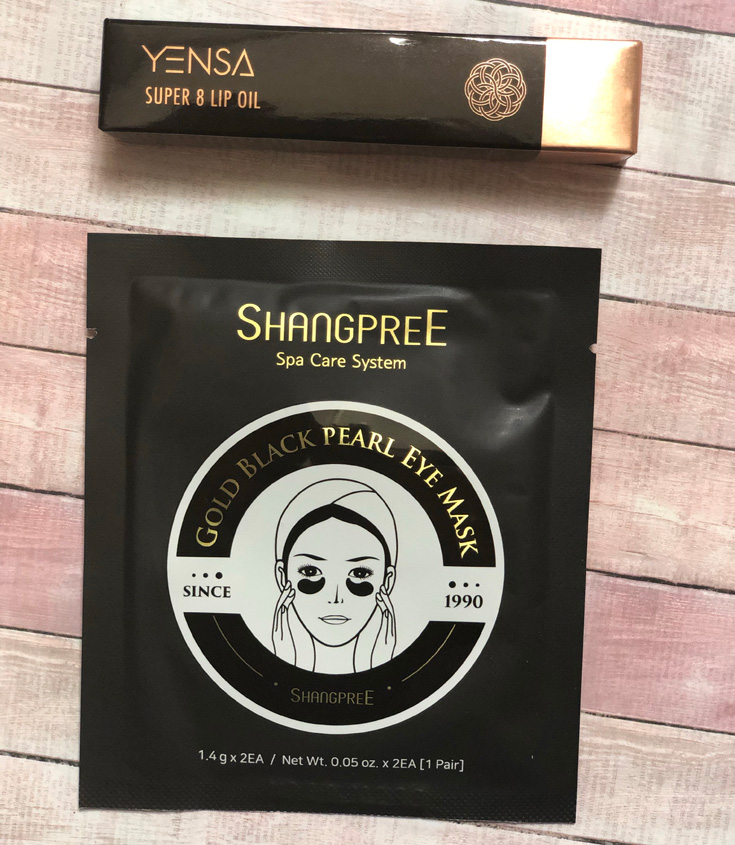 YENSA
SUPER 8 LIP OIL
SHANGPREE
Spa Care System
GOLD BLACK PEARL EYE MASK
SINCE
1990
SHANGPREE
1.4 g x 2EA / Net Wt. 0.05 oz. x 2EA [1 Pair]